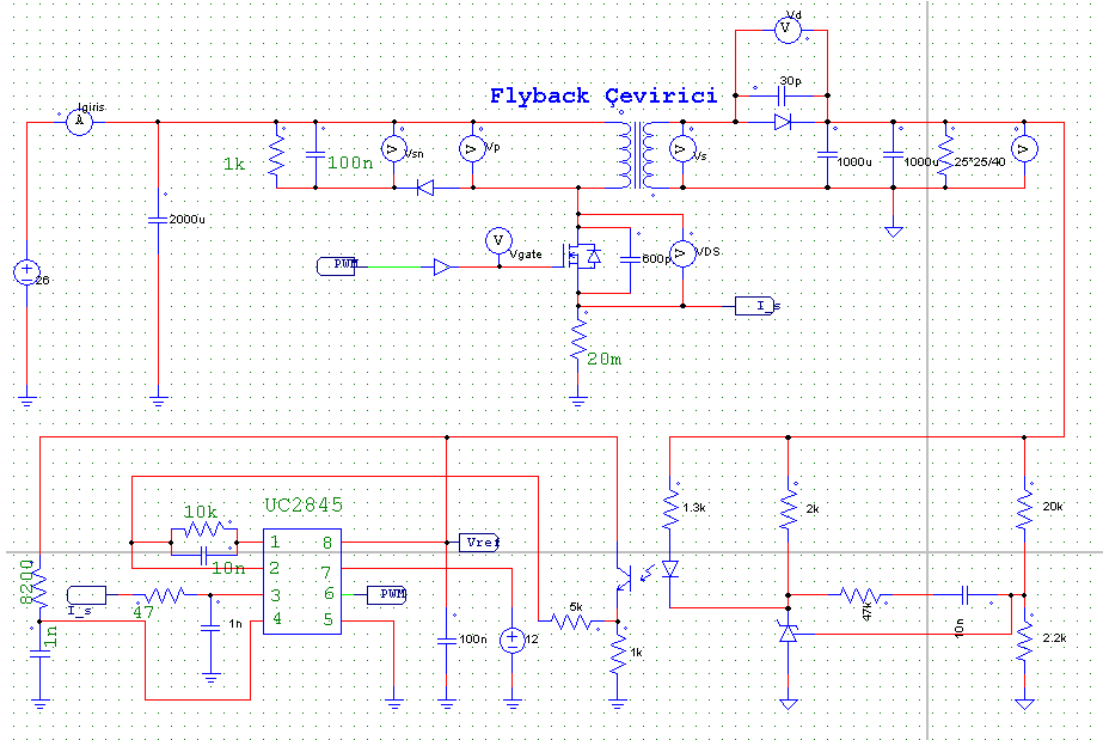 Vd
V
30p
Flyback Çevirici
Igiris
A
1k
100n
V
Vsn
V
Vp
V
Vs
1000u
1000u
25*25/40
V
2000u
26
PWM
V
Vgate
600p
V
VDS
I_s
20m
UC2845
10k
10n
1
2
3
4
8
7
6
5
Vref
PWM
8200
I_s
47
1n
1n
100n
12
5k
1k
1.3k
2k
20k
47k
10n
2.2k